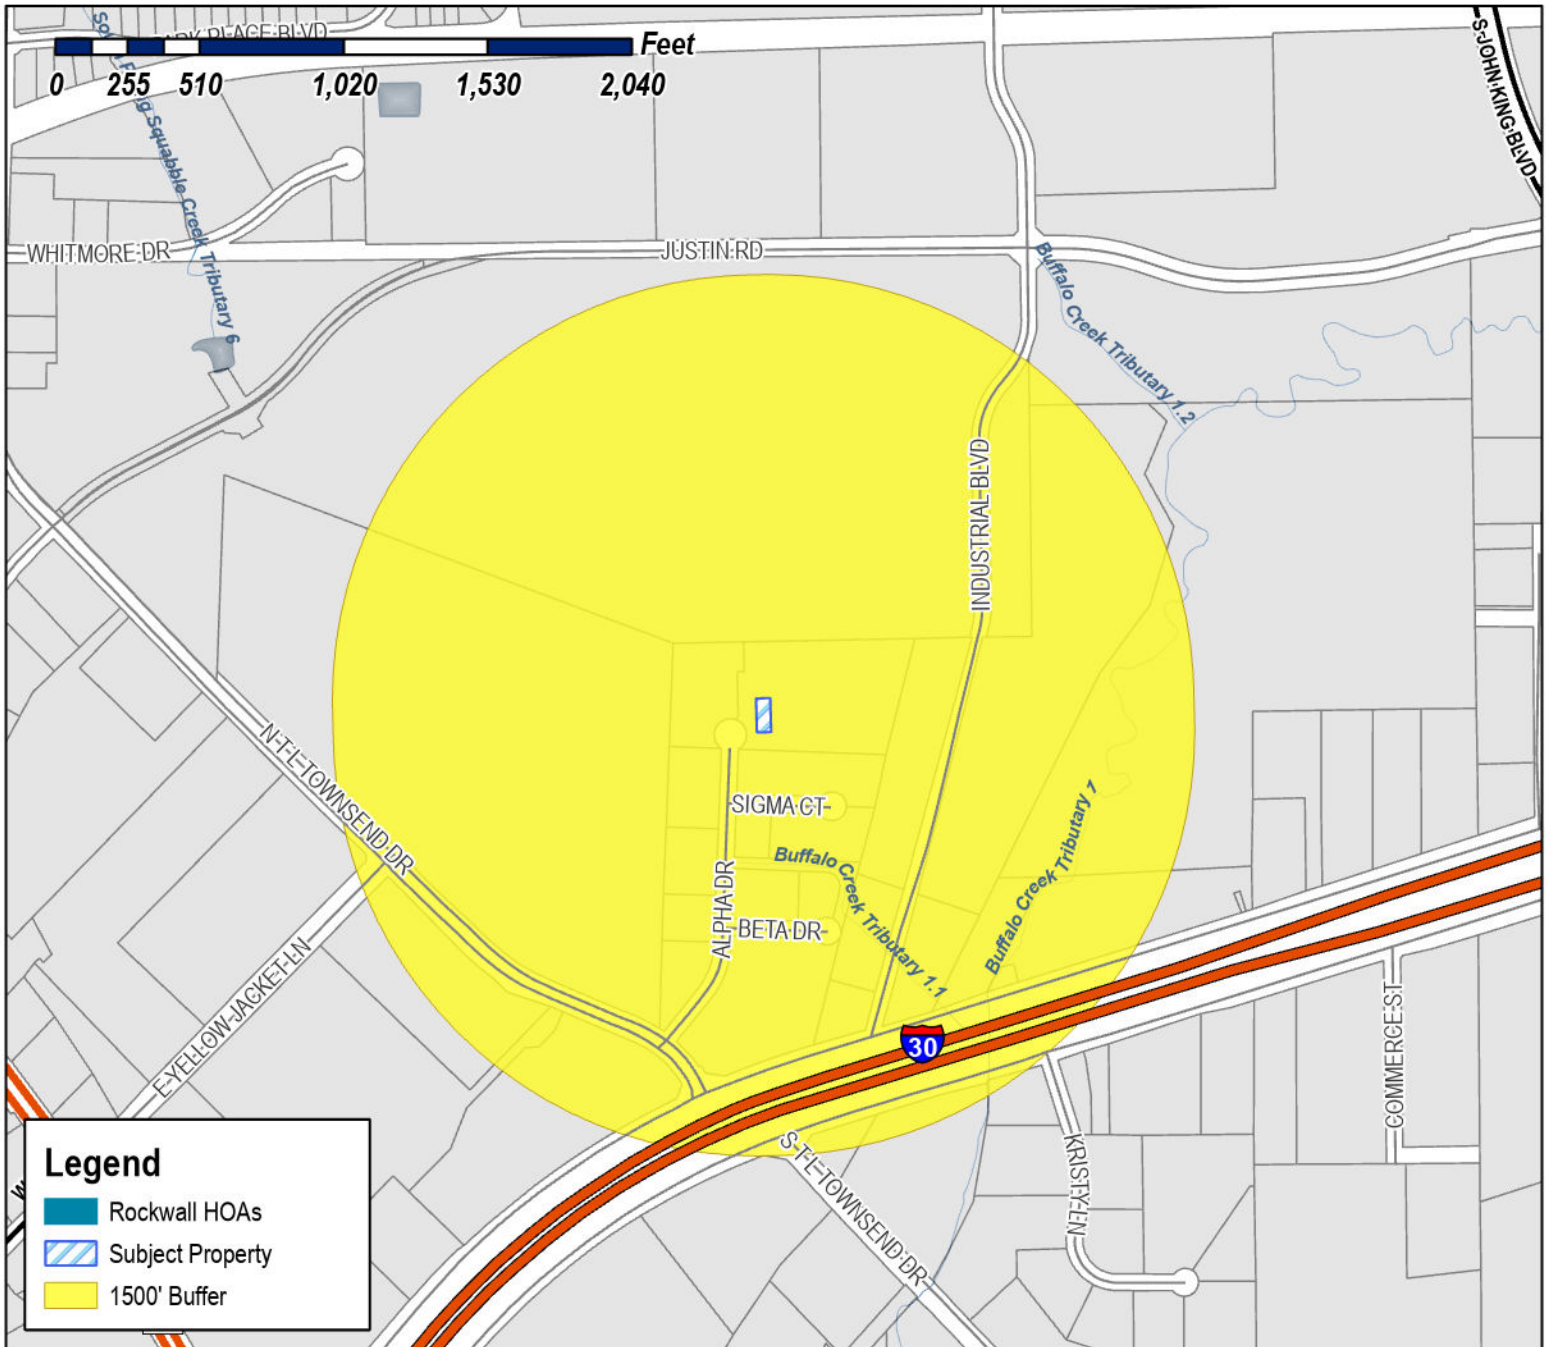 PARK PLACE BLVD
Feet
0 255 510 1,020 1,530 2,040
S JOHN KING BLVD
Squabble Creek Tributary 6
WHITMORE DR
JUSTIN RD
Buffalo Creek Tributary 1.2
INDUSTRIAL BLVD
N T L TOWNSEND DR
SIGMA CT
Buffalo Creek Tributary 1
Buffalo Creek Tributary 1.1
ALPHA DR
BETA DR
E YELLOW JACKET LN
30
COMMERCE ST
S T L TOWNSEND DR
KRISTY LN
Legend
Rockwall HOAs
Subject Property
1500' Buffer